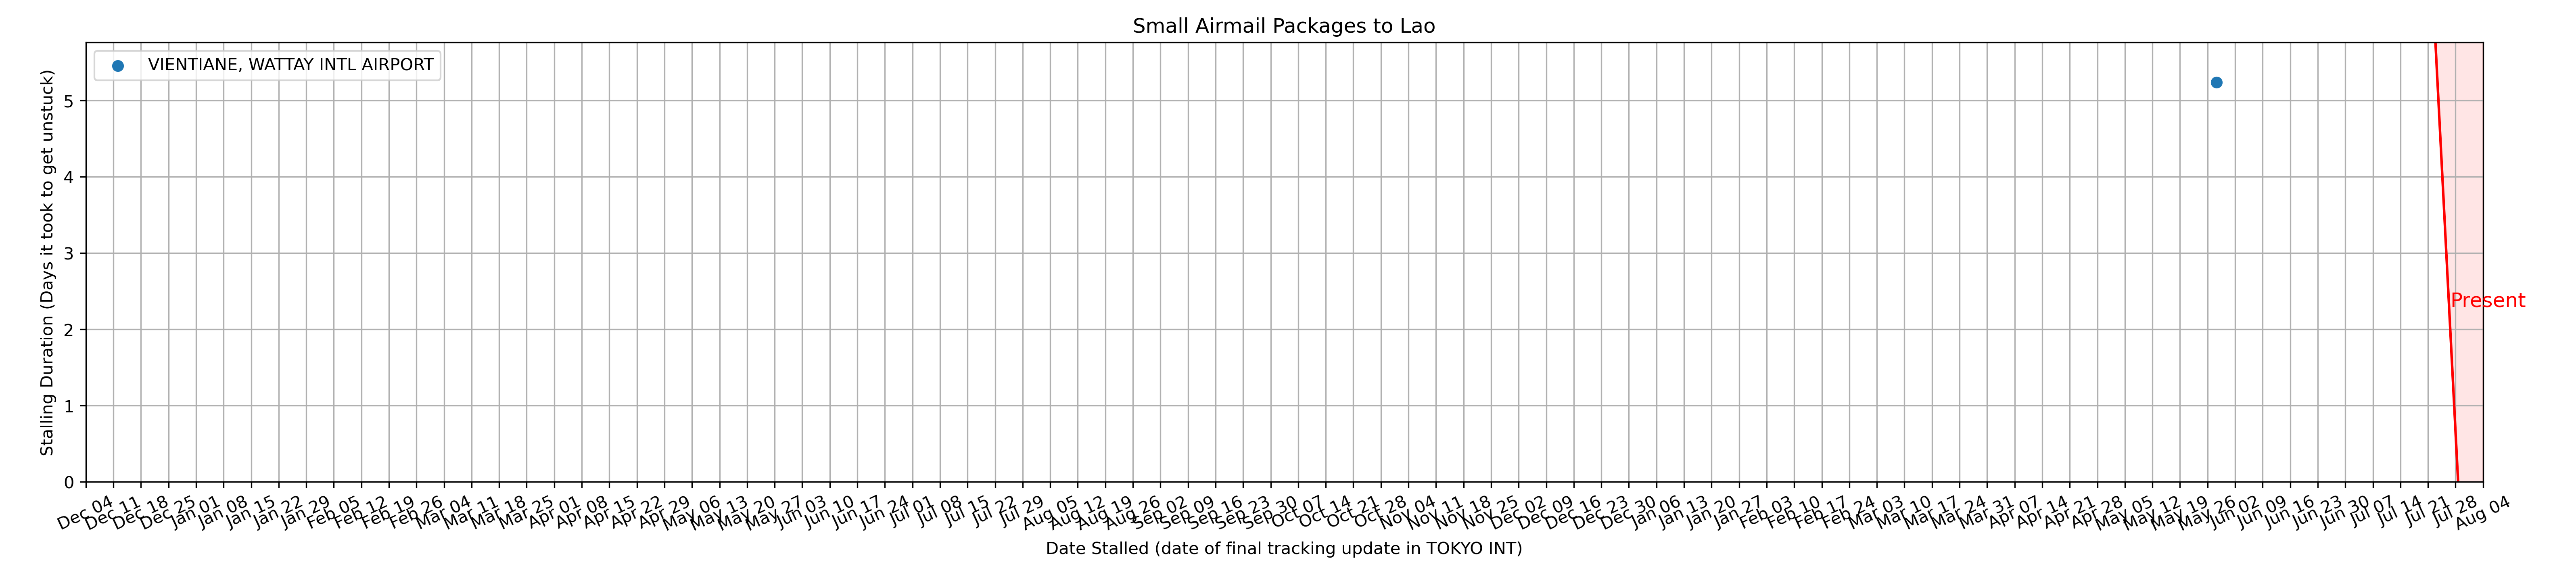 Small Airmail Packages to Lao
VIENTIANE, WATTAY INTL AIRPORT
Stalling Duration (Days it took to get unstuck)
5
4
3
2
1
0
Present
Dec 04 Dec 11 Dec 18 Dec 25 Jan 01 Jan 08 Jan 15 Jan 22 Jan 29 Feb 05 Feb 12 Feb 19 Feb 26 Mar 04 Mar 11 Mar 18 Mar 25 Apr 01 Apr 08 Apr 15 Apr 22 Apr 29 May 06 May 13 May 20 May 27 Jun 03 Jun 10 Jun 17 Jun 24 Jul 01 Jul 08 Jul 15 Jul 22 Jul 29 Aug 05 Aug 12 Aug 19 Aug 26 Sep 02 Sep 09 Sep 16 Sep 23 Sep 30 Oct 07 Oct 14 Oct 21 Oct 28 Nov 04 Nov 11 Nov 18 Nov 25 Dec 02 Dec 09 Dec 16 Dec 23 Dec 30 Jan 06 Jan 13 Jan 20 Jan 27 Feb 03 Feb 10 Feb 17 Feb 24 Mar 03 Mar 10 Mar 17 Mar 24 Mar 31 Apr 07 Apr 14 Apr 21 Apr 28 May 05 May 12 May 19 May 26 Jun 02 Jun 09 Jun 16 Jun 23 Jun 30 Jul 07 Jul 14 Jul 21 Jul 28 Aug 04
Date Stalled (date of final tracking update in TOKYO INT)